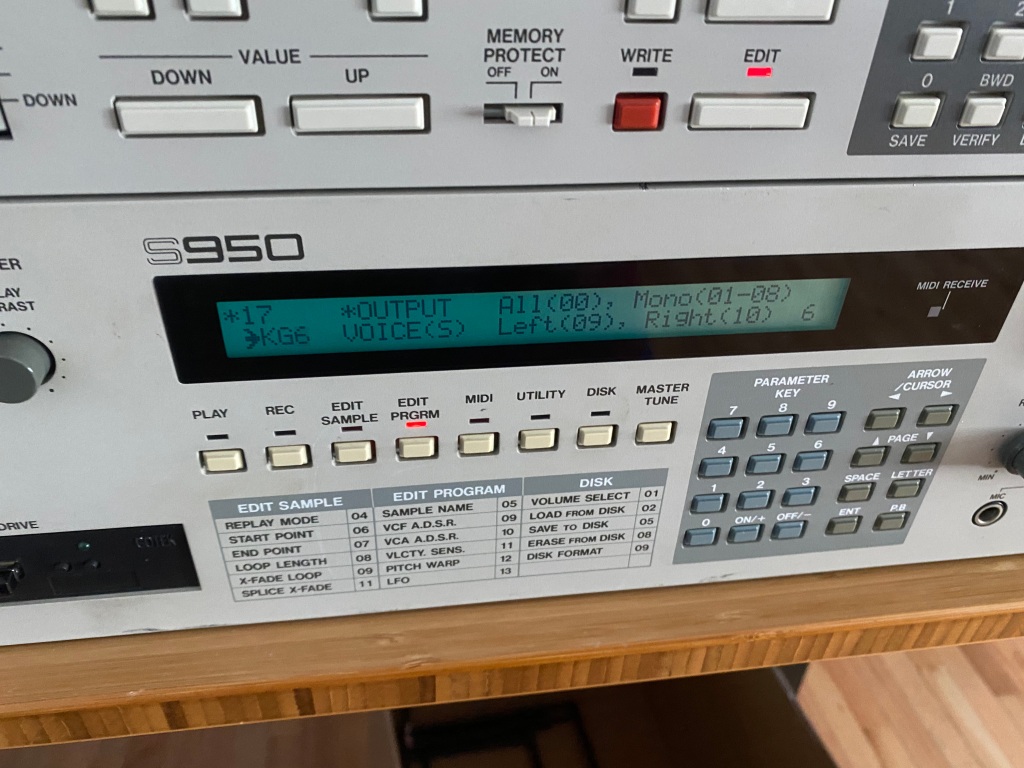 1
2
VALUE
MEMORY
PROTECT
OFF ON
WRITE
EDIT
DOWN
DOWN
UP
0
BWD
SAVE
VERIFY
S950
MIDI RECEIVE
*17 *OUTPUT All(00), Mono(01-08)
KG6 VOICE(S) Left(09), Right(10) 6
PLAY
REC
EDIT
SAMPLE
EDIT
PRGRM
MIDI
UTILITY
DISK
MASTER
TUNE
PARAMETER
KEY
7 8 9
4 5 6
1 2 3
0 ON/+ OFF/−
ARROW
/CURSOR
◀ ▶
▲ PAGE ▼
SPACE LETTER
ENT P.B
MIN
MIC
EDIT SAMPLE
REPLAY MODE 04
START POINT 06
END POINT 07
LOOP LENGTH 08
X-FADE LOOP 09
SPLICE X-FADE 11
EDIT PROGRAM
SAMPLE NAME 05
VCF A.D.S.R. 09
VCA A.D.S.R. 10
VLCTY. SENS. 11
PITCH WARP 12
LFO 13
DISK
VOLUME SELECT 01
LOAD FROM DISK 02
SAVE TO DISK 05
ERASE FROM DISK 08
DISK FORMAT 09
GOTEK